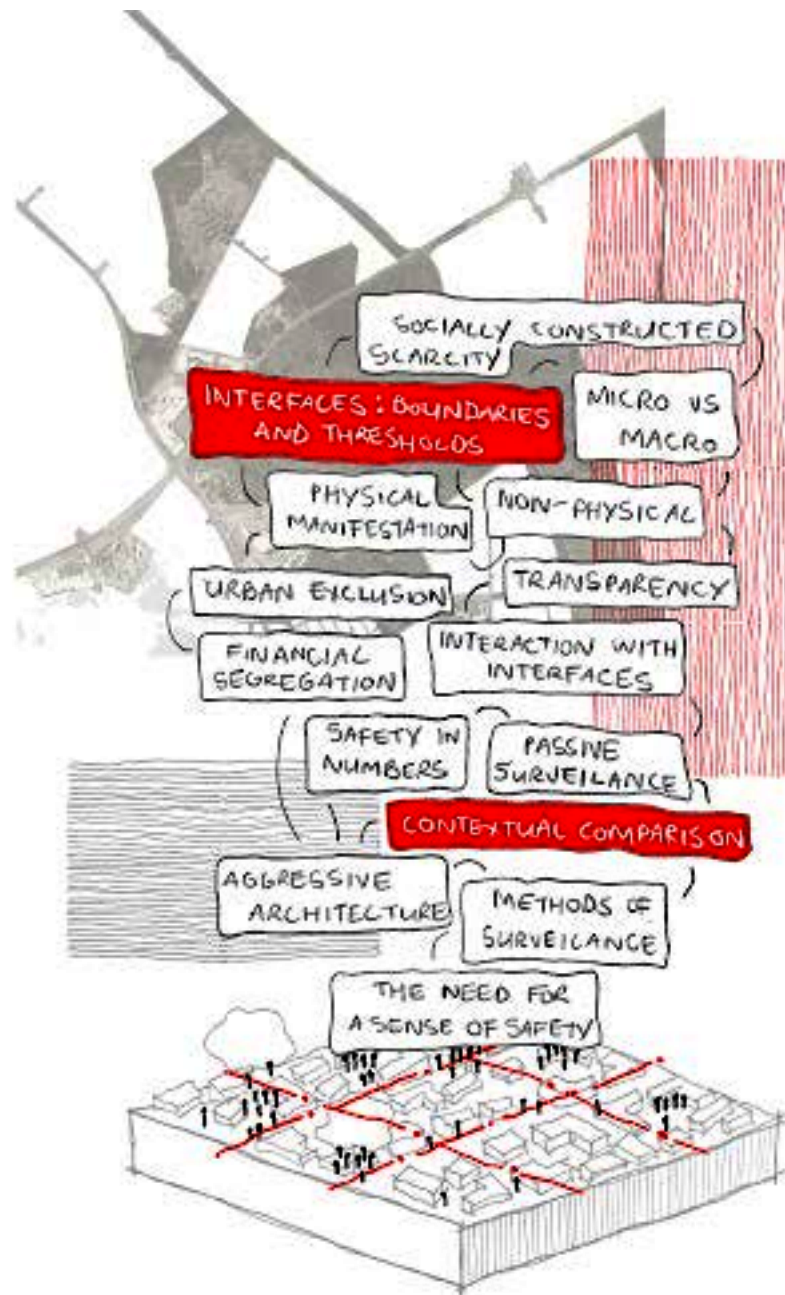 SOCIALLY CONSTRUCTED
SCARCITY
INTERFACES: BOUNDARIES
AND THRESHOLDS
MICRO VS
MACRO
PHYSICAL
MANIFESTATION
NON-PHYSICAL
URBAN EXCLUSION
TRANSPARENCY
FINANCIAL
SEGREGATION
INTERACTION WITH
INTERFACES
SAFETY IN
NUMBERS
PASSIVE
SURVEILANCE
CONTEXTUAL COMPARISON
AGGRESSIVE
ARCHITECTURE
METHODS OF
SURVEILANCE
THE NEED FOR
A SENSE OF SAFETY